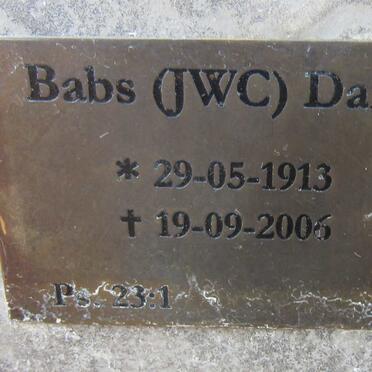 Babs (JWC) Da
* 29-05-1913
† 19-09-2006
Ps. 23:1